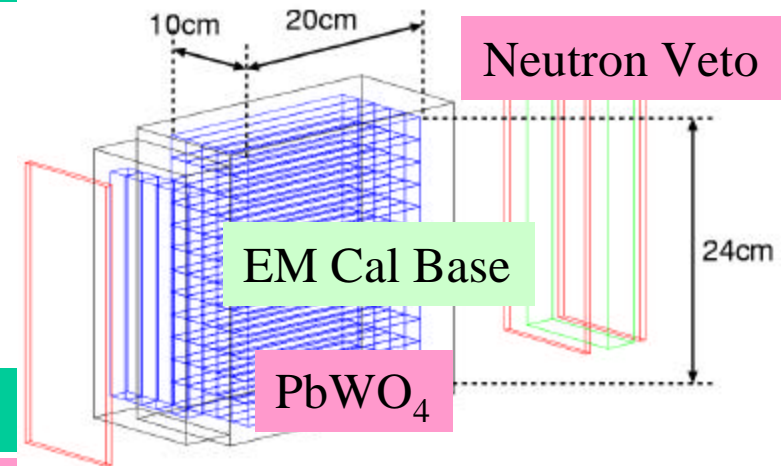 10cm
20cm
Neutron Veto
24cm
EM Cal Base
PbWO₄